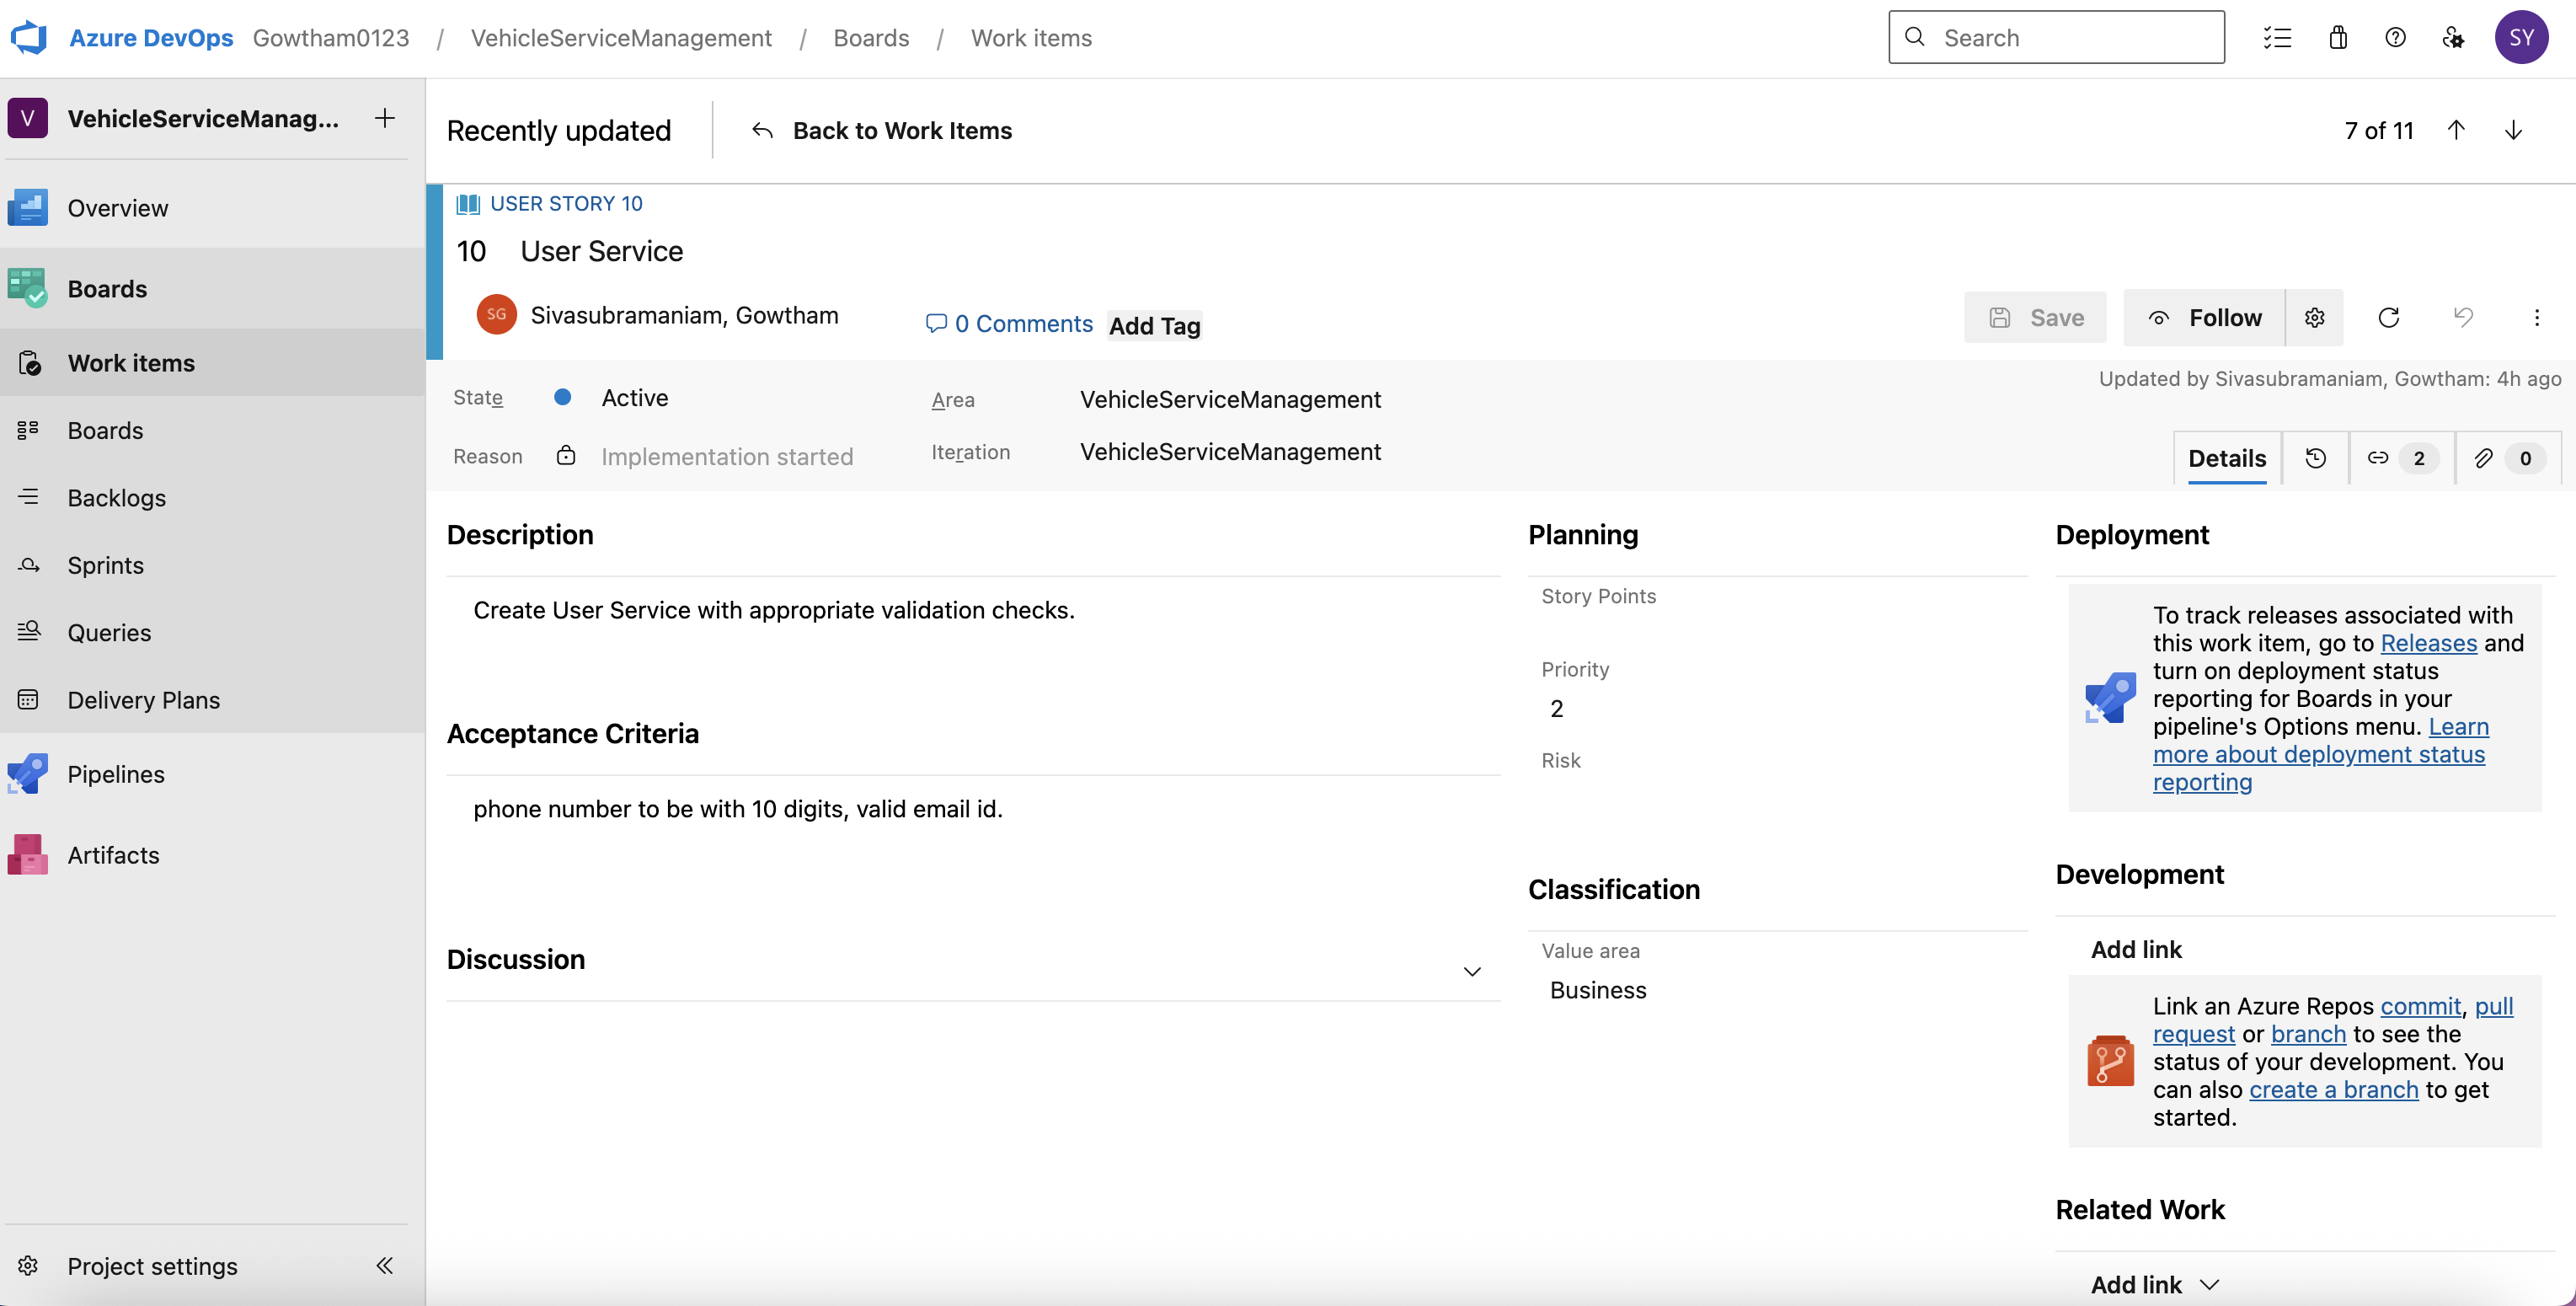 Azure DevOps Gowtham0123 / VehicleServiceManagement / Boards / Work items
Search
SY
V VehicleServiceManag...
Overview
Boards
Work items
Boards
Backlogs
Sprints
Queries
Delivery Plans
Pipelines
Artifacts
Project settings
Recently updated
Back to Work Items
7 of 11
USER STORY 10
10 User Service
SG Sivasubramaniam, Gowtham
0 Comments
Add Tag
Save
Follow
State Active
Area VehicleServiceManagement
Updated by Sivasubramaniam, Gowtham: 4h ago
Reason Implementation started
Iteration VehicleServiceManagement
Details
2
0
Description
Create User Service with appropriate validation checks.
Acceptance Criteria
phone number to be with 10 digits, valid email id.
Discussion
Planning
Story Points
Priority
2
Risk
Classification
Value area
Business
Deployment
To track releases associated with
this work item, go to Releases and
turn on deployment status
reporting for Boards in your
pipeline's Options menu. Learn
more about deployment status
reporting
Development
Add link
Link an Azure Repos commit, pull
request or branch to see the
status of your development. You
can also create a branch to get
started.
Related Work
Add link